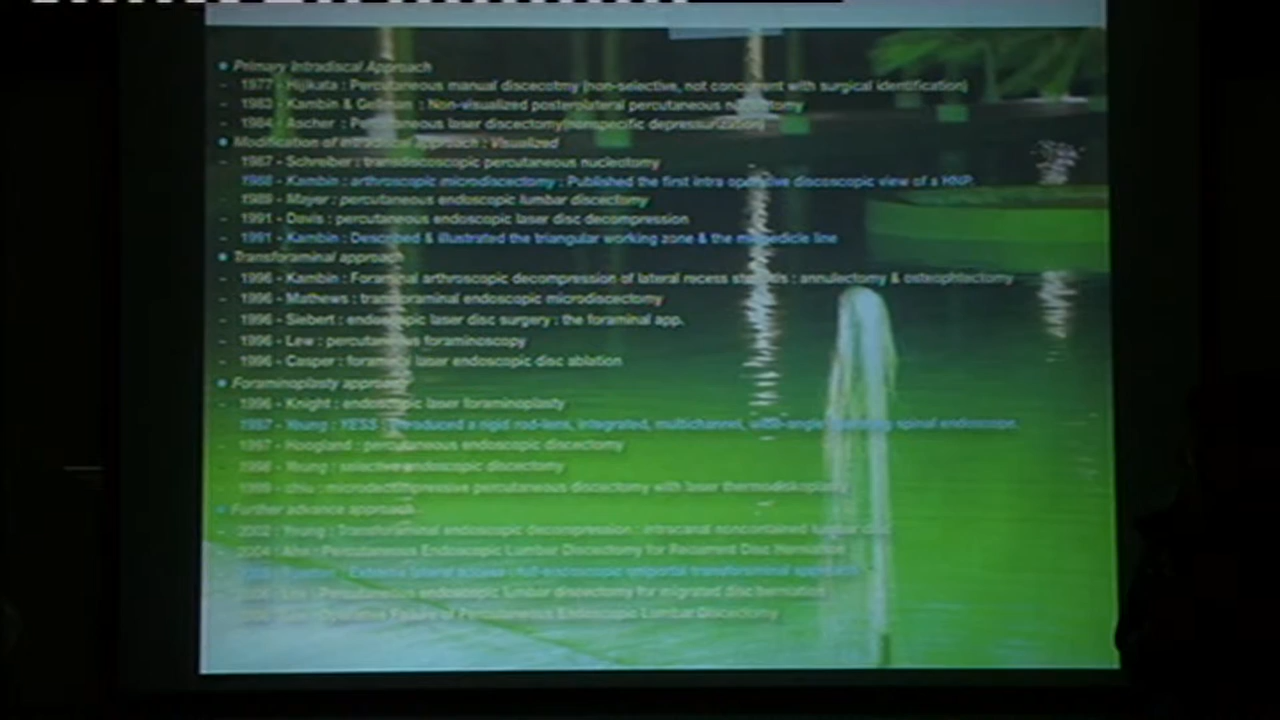 Primary Intradiscal Approach
- 1977 - Hijikata : Percutaneous manual discecotmy (non-selective, not concurrent with surgical identification)
- 1983 - Kambin & Gellman : Non-visualized posterolateral percutaneous
- 1984 - Ascher : Percutaneous laser discectomy(nonspecific depressurization)
Modification of intradiscal approach : Visualized
- 1987 - Schreiber : transdiscoscopic percutaneous nucleotomy
1988 - Kambin : arthroscopic microdiscectomy : Published the first intra operative discoscopic view of a HNP.
- 1989 - Mayer : percutaneous endoscopic lumbar discectomy
- 1991 - Davis : percutaneous endoscopic laser disc decompression
- 1991 - Kambin : Described & illustrated the triangular working zone & the midpedicle line
Transforaminal approach
- 1996 - Kambin : Foraminal arthroscopic decompression of lateral recess stenosis : annulectomy & osteophtectomy
- 1996 - Mathews : transforaminal endoscopic microdiscectomy
- 1996 - Siebert : endoscopic laser disc surgery : the foraminal app.
- 1996 - Lew : percutaneous foraminoscopy
- 1996 - Casper : foraminal laser endoscopic disc ablation
Foraminoplasty approach
- 1996 - Knight : endoscopic laser foraminoplasty
- 1997 - Yeung : YESS : introduced a rigid rod-lens, integrated, multichannel, wide-angle spinal endoscope.
- 1997 - Hoogland : percutaneous endoscopic discectomy
- 1998 - Yeung : selective endoscopic discectomy
- 1999 - chiu : microdecompressive percutaneous discectomy with laser
Further advance approach
2002 - Yeung : Transforaminal endoscopic decompression : intracanal noncontained lumbar disc
2004 - Ahn : Percutaneous Endoscopic Lumbar Discectomy for Recurrent Disc Herniation
Extreme lateral access : full-endoscopic uniportal transforaminal
Percutaneous endoscopic lumbar discectomy for migrated disc herniation
Operative Failure of Percutaneous Endoscopic Lumbar Discectomy